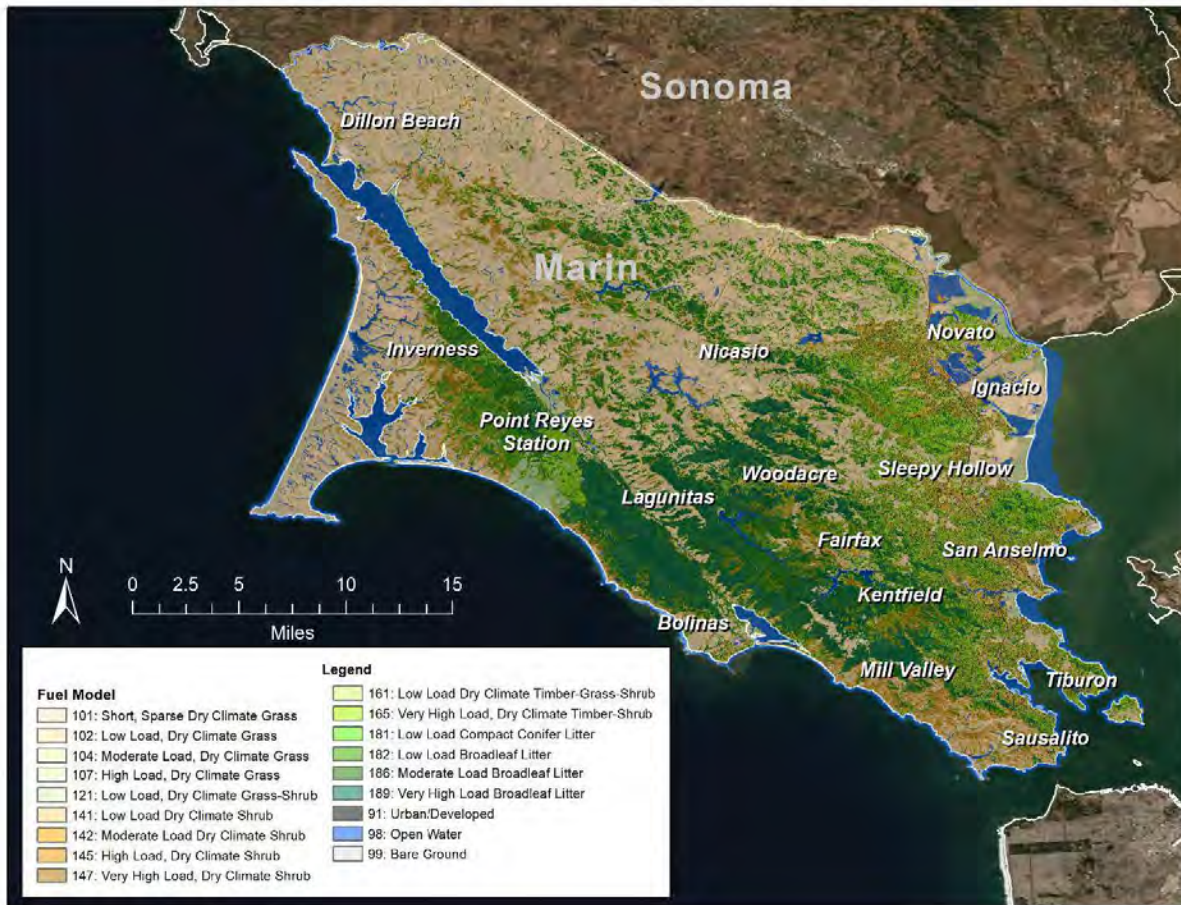 Sonoma
Dillon Beach
Marin
Novato
Nicasio
Inverness
Ignacio
Point Reyes
Station
Woodacre
Sleepy Hollow
Lagunitas
Fairfax
San Anselmo
Kentfield
Bolinas
Mill Valley
Tiburon
Sausalito
N
0 2.5 5 10 15
Miles
Legend
Fuel Model
101: Short, Sparse Dry Climate Grass
102: Low Load, Dry Climate Grass
104: Moderate Load, Dry Climate Grass
107: High Load, Dry Climate Grass
121: Low Load, Dry Climate Grass-Shrub
141: Low Load Dry Climate Shrub
142: Moderate Load Dry Climate Shrub
145: High Load, Dry Climate Shrub
147: Very High Load, Dry Climate Shrub
161: Low Load Dry Climate Timber-Grass-Shrub
165: Very High Load, Dry Climate Timber-Shrub
181: Low Load Compact Conifer Litter
182: Low Load Broadleaf Litter
186: Moderate Load Broadleaf Litter
189: Very High Load Broadleaf Litter
91: Urban/Developed
98: Open Water
99: Bare Ground